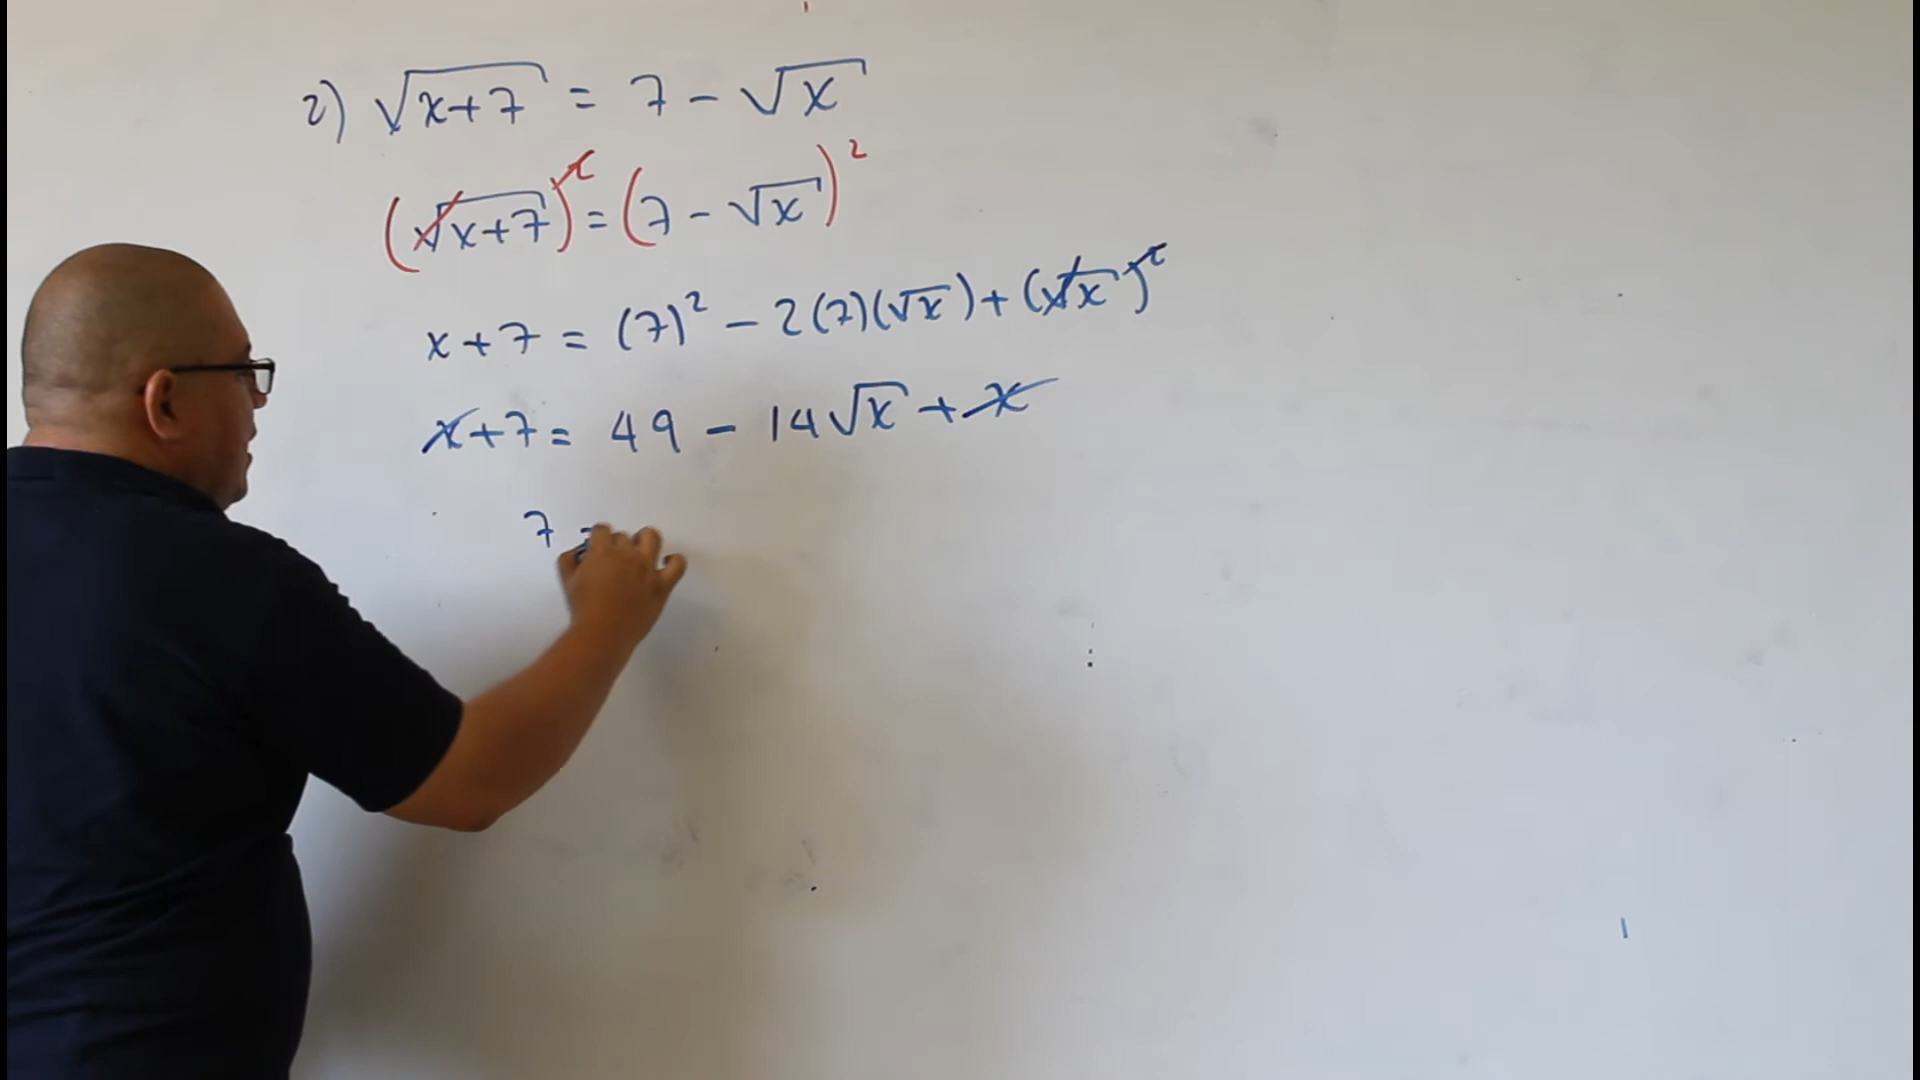 2) √x+7 = 7 - √x
(√x+7)² = (7 - √x)²
x + 7 = (7)² - 2(7)(√x) + (√x)²
x + 7 = 49 - 14√x + x
7 =